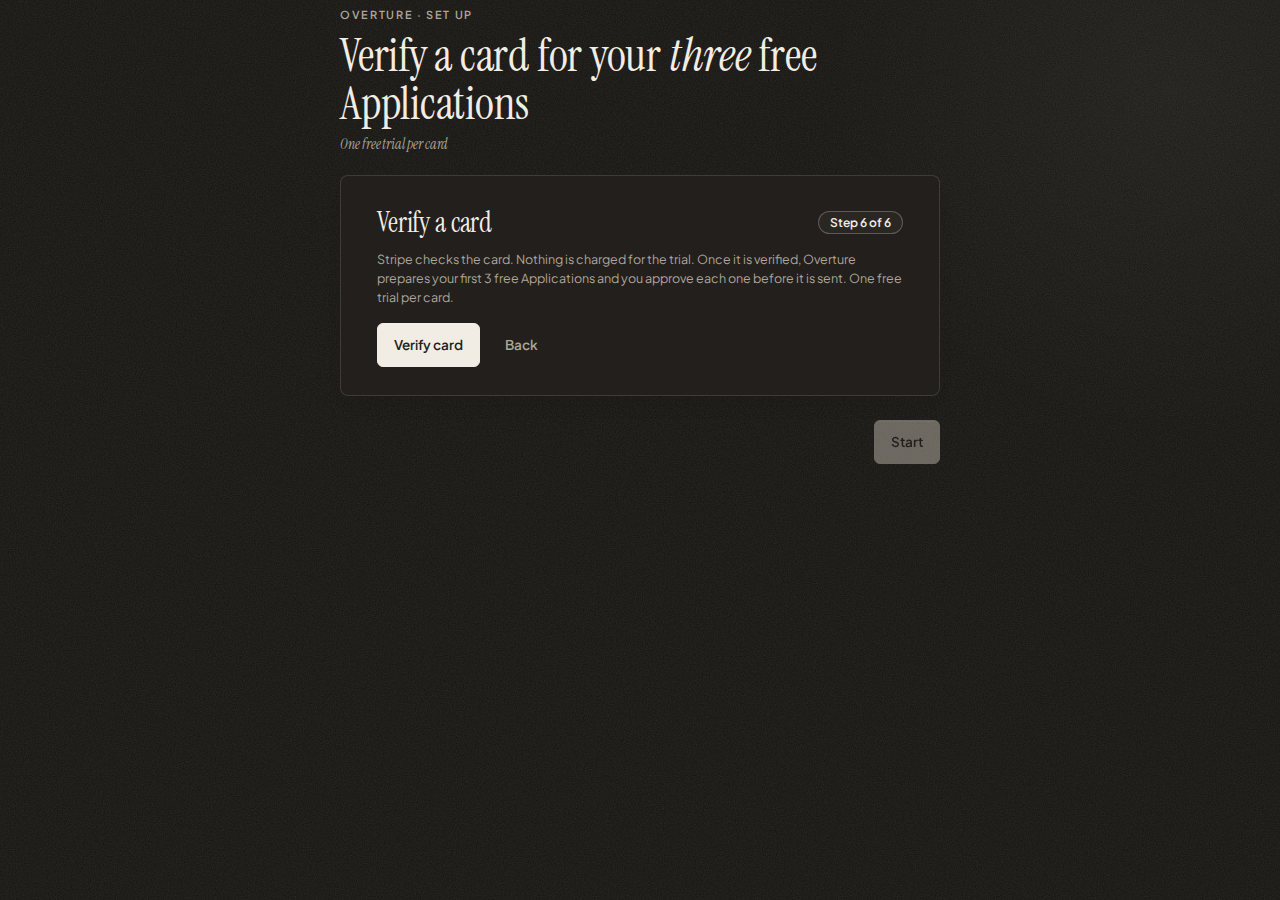 OVERTURE · SET UP
Verify a card for your three free
Applications
One free trial per card
Verify a card
Step 6 of 6
Stripe checks the card. Nothing is charged for the trial. Once it is verified, Overture
prepares your first 3 free Applications and you approve each one before it is sent. One free
trial per card.
Verify card
Back
Start